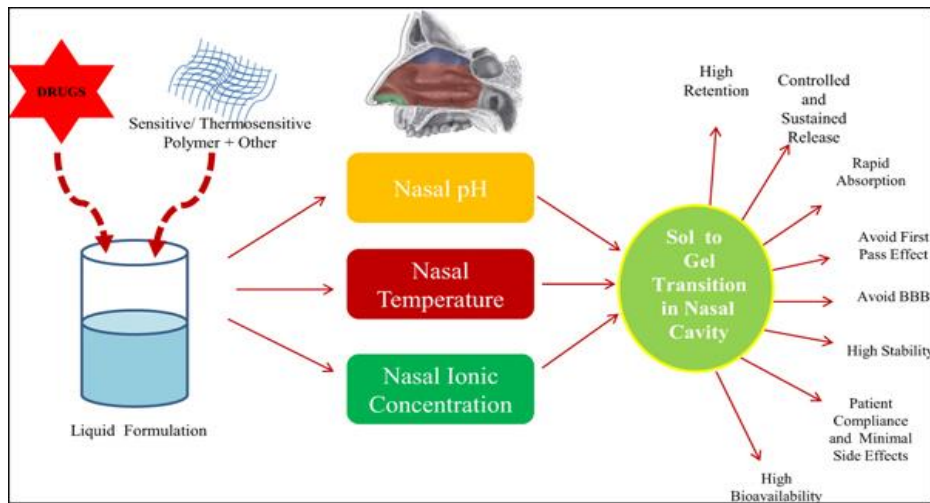 DRUGS
Sensitive/ Thermosensitive
Polymer + Other
Liquid Formulation
Nasal pH
Nasal
Temperature
Nasal Ionic
Concentration
Sol to
Gel
Transition
in Nasal
Cavity
High
Retention
Controlled
and
Sustained
Release
Rapid
Absorption
Avoid First
Pass Effect
Avoid BBB
High Stability
Patient
Compliance
and Minimal
Side Effects
High
Bioavailability